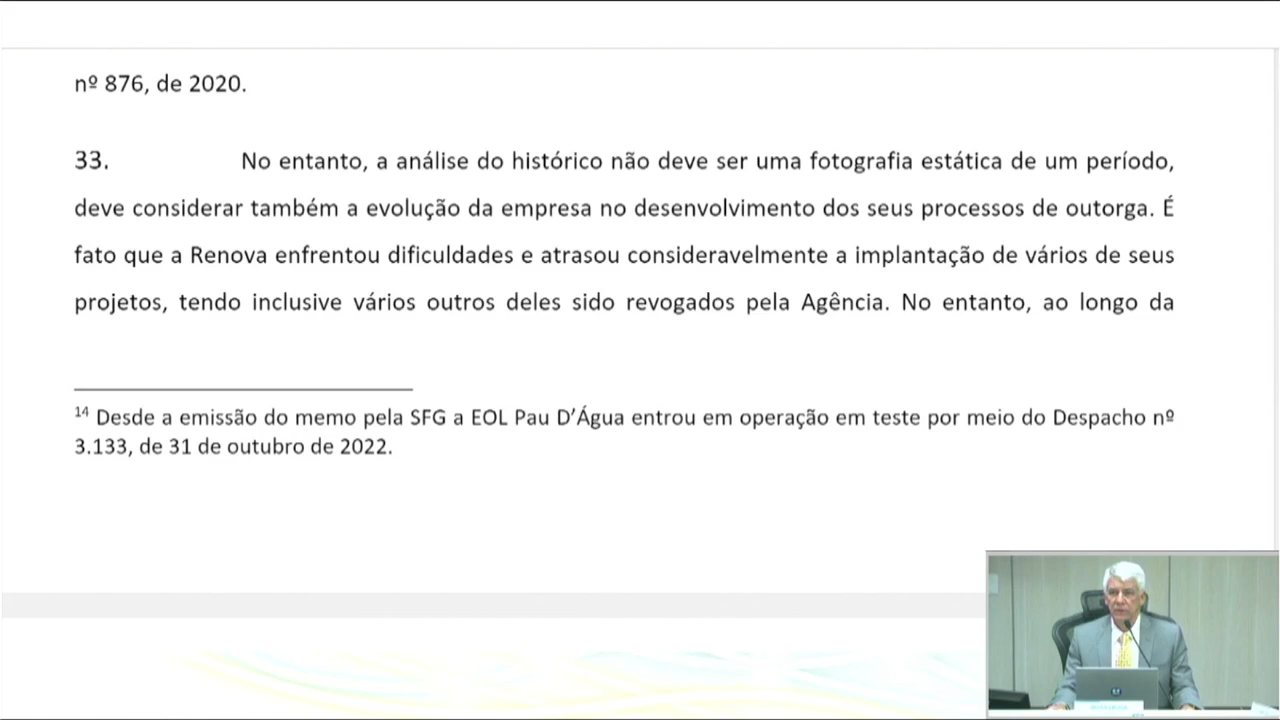 nº 876, de 2020.
33. No entanto, a análise do histórico não deve ser uma fotografia estática de um período,
deve considerar também a evolução da empresa no desenvolvimento dos seus processos de outorga. É
fato que a Renova enfrentou dificuldades e atrasou consideravelmente a implantação de vários de seus
projetos, tendo inclusive vários outros deles sido revogados pela Agência. No entanto, ao longo da
14 Desde a emissão do memo pela SFG a EOL Pau D’Água entrou em operação em teste por meio do Despacho nº
3.133, de 31 de outubro de 2022.